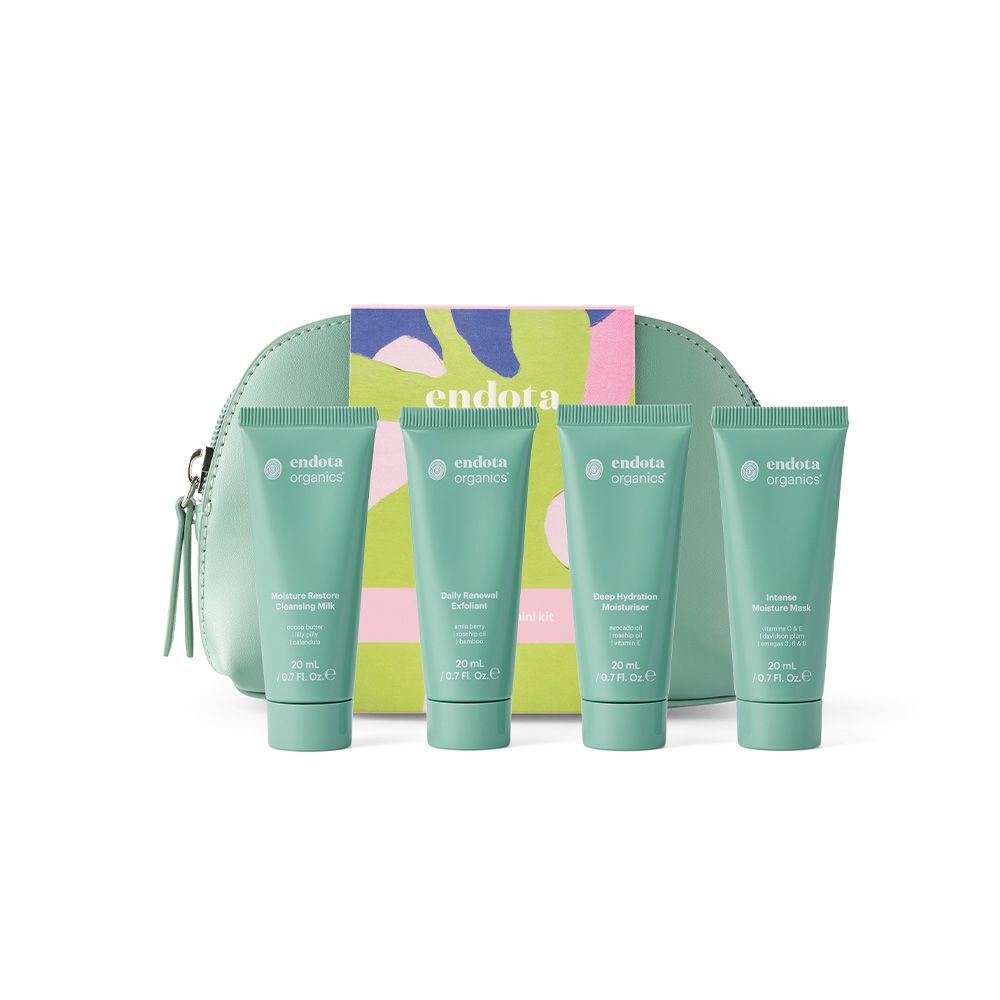 endota
mini kit
endota
organics®
Moisture Restore
Cleansing Milk
cocoa butter
| lilly pilly
| calendula
20 mL
/ 0.7 Fl. Oz.℮
endota
organics®
Daily Renewal
Exfoliant
amla berry
| rosehip oil
| bamboo
20 mL
/ 0.7 Fl. Oz.℮
endota
organics®
Deep Hydration
Moisturiser
avocado oil
| rosehip oil
| vitamin E
20 mL
/ 0.7 Fl. Oz.℮
endota
organics®
Intense
Moisture Mask
vitamins C & E
| davidson plum
| omegas 3, 6 & 9
20 mL
/ 0.7 Fl. Oz.℮